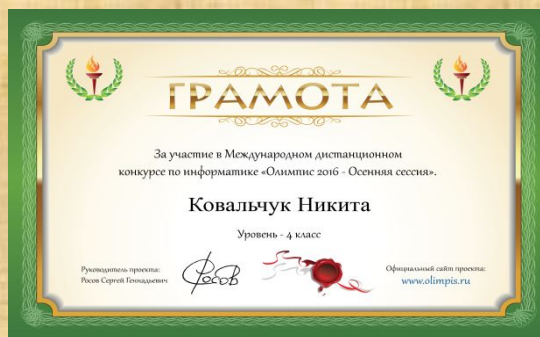 ГРАМОТА
За участие в Международном дистанционном
конкурсе по информатике «Олимпис 2016 - Осенняя сессия».
Ковальчук Никита
Уровень - 4 класс
Руководитель проекта:
Росов Сергей Геннадьевич
Росов
Официальный сайт проекта:
www.olimpis.ru